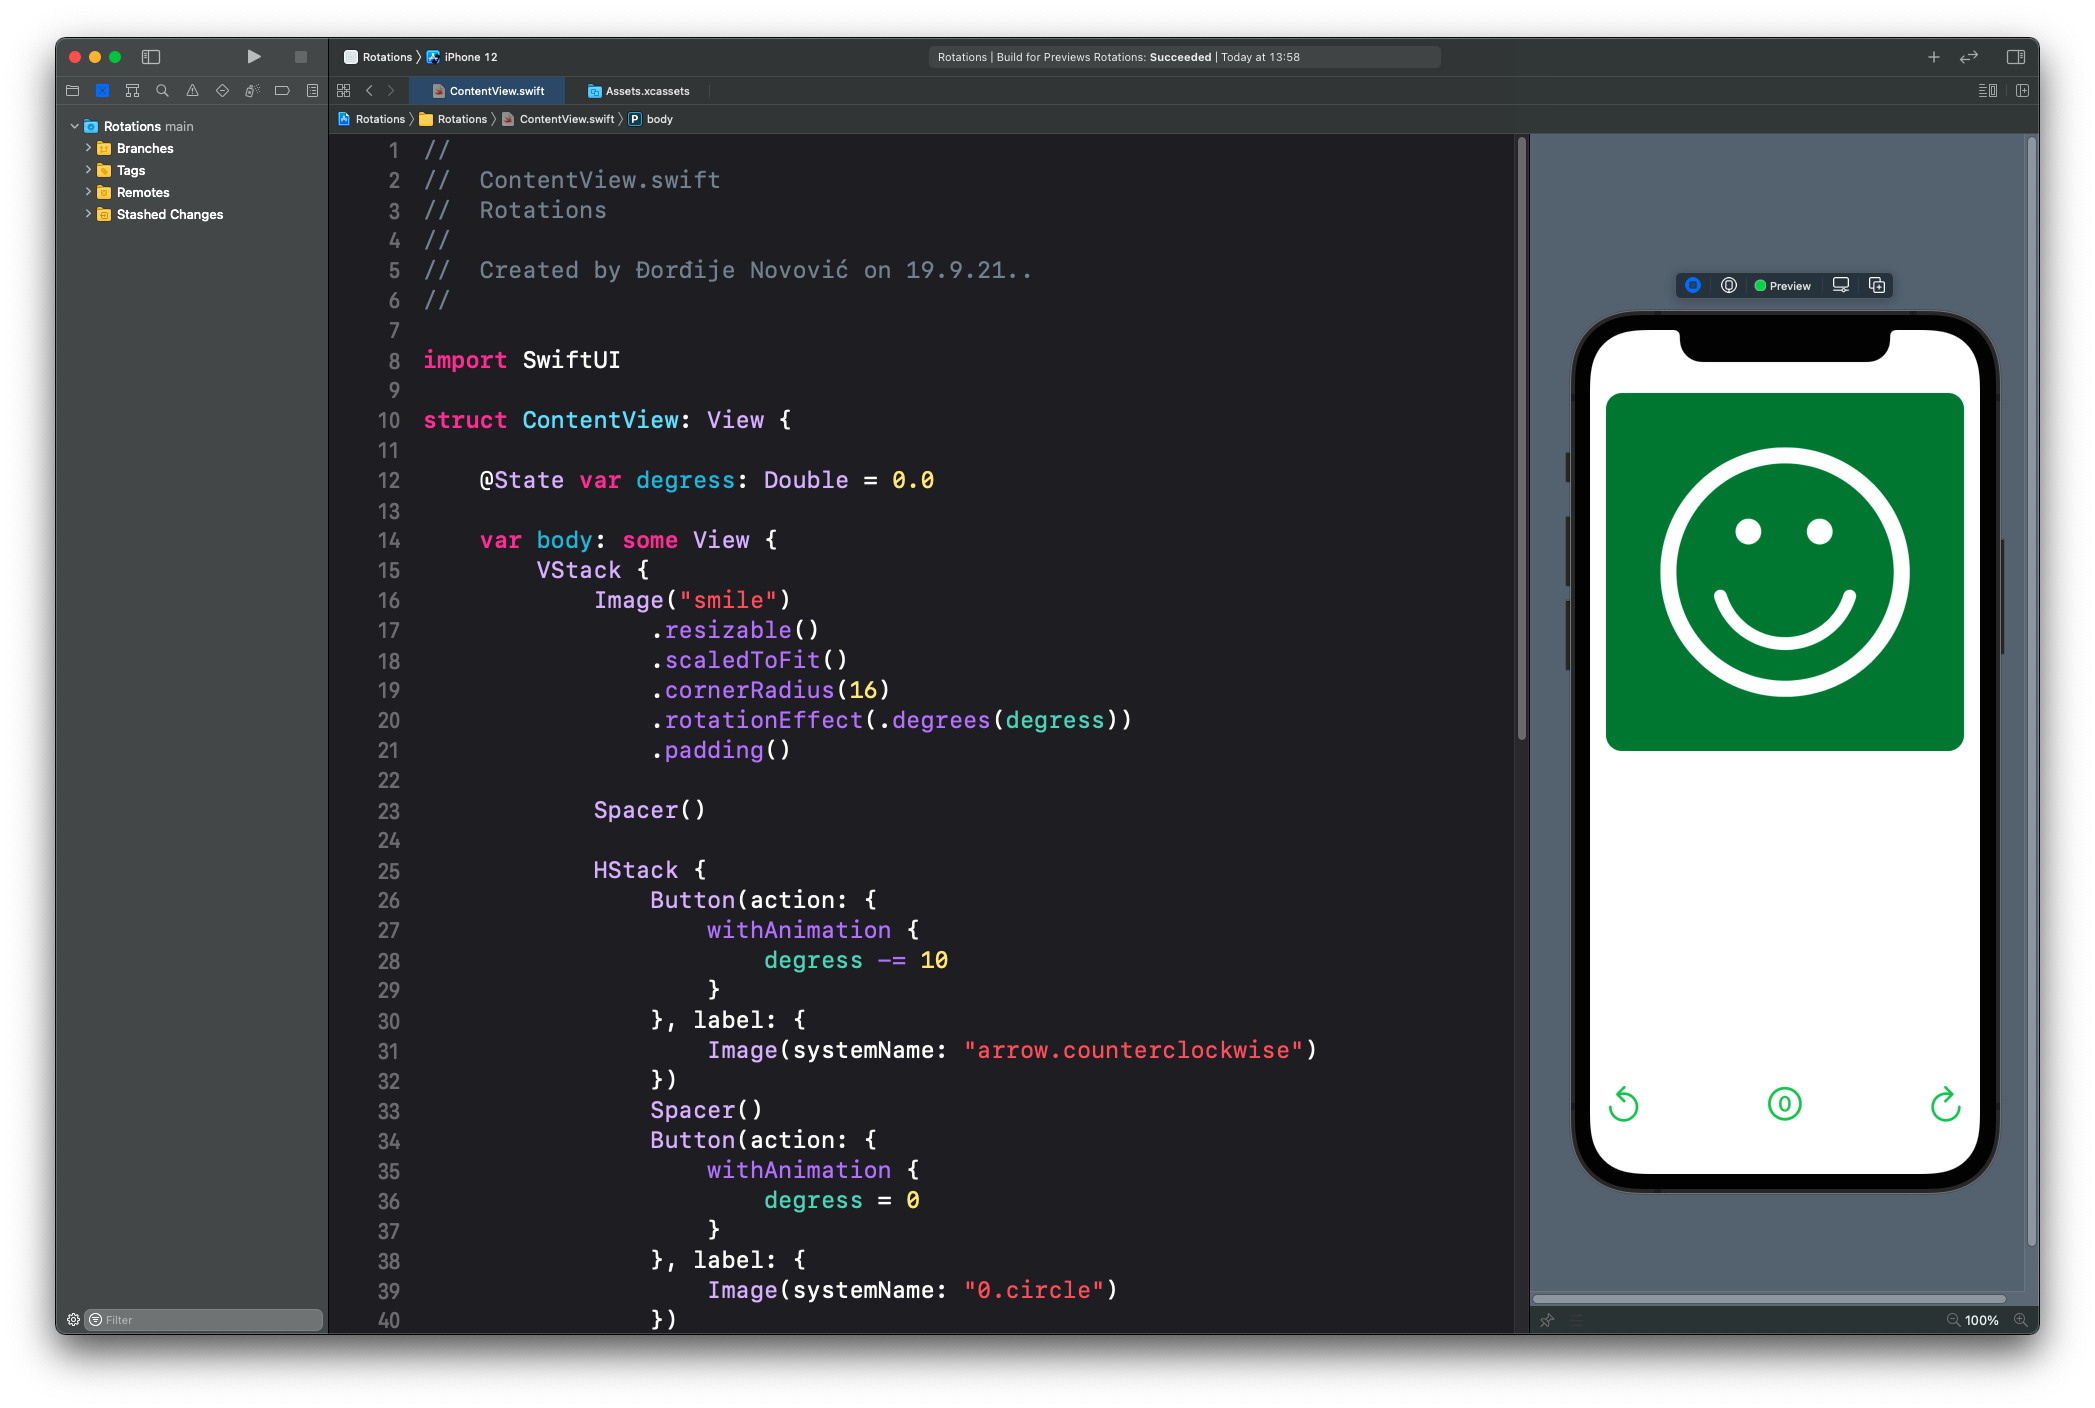 Rotations iPhone 12
Rotations | Build for Previews Rotations: Succeeded | Today at 13:58
ContentView.swift
Assets.xcassets
Rotations Rotations ContentView.swift P body
Rotations main
Branches
Tags
Remotes
Stashed Changes
Filter
1 //
2 //  ContentView.swift
3 //  Rotations
4 //
5 //  Created by Đorđije Novović on 19.9.21..
6 //
7
8 import SwiftUI
9
10 struct ContentView: View {
11
12     @State var degress: Double = 0.0
13
14     var body: some View {
15         VStack {
16             Image("smile")
17                 .resizable()
18                 .scaledToFit()
19                 .cornerRadius(16)
20                 .rotationEffect(.degrees(degress))
21                 .padding()
22
23             Spacer()
24
25             HStack {
26                 Button(action: {
27                     withAnimation {
28                         degress -= 10
29                     }
30                 }, label: {
31                     Image(systemName: "arrow.counterclockwise")
32                 })
33                 Spacer()
34                 Button(action: {
35                     withAnimation {
36                         degress = 0
37                     }
38                 }, label: {
39                     Image(systemName: "0.circle")
40                 })
Preview
0
100%